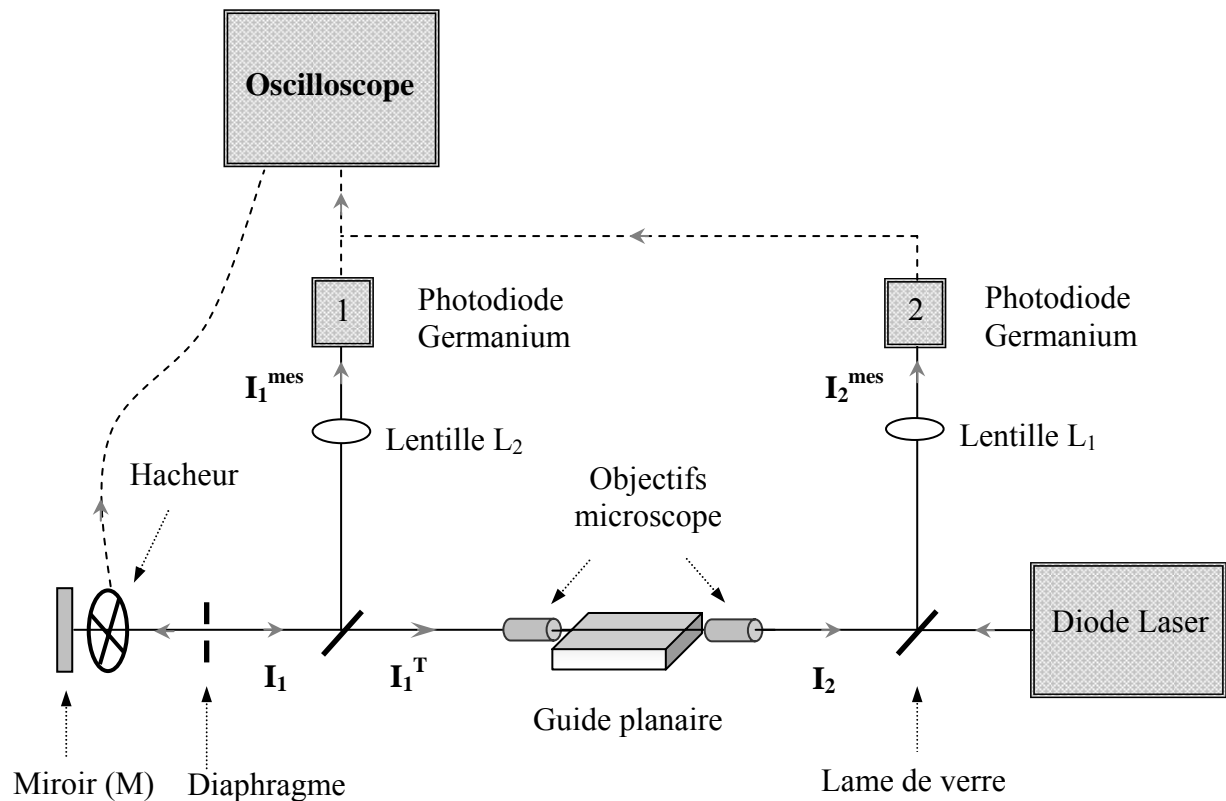 Oscilloscope
1
Photodiode
Germanium
2
Photodiode
Germanium
I₁ᵐᵉˢ
I₂ᵐᵉˢ
Lentille L₂
Lentille L₁
Hacheur
Objectifs
microscope
Diode Laser
I₁
I₁ᵀ
I₂
Guide planaire
Miroir (M)
Diaphragme
Lame de verre